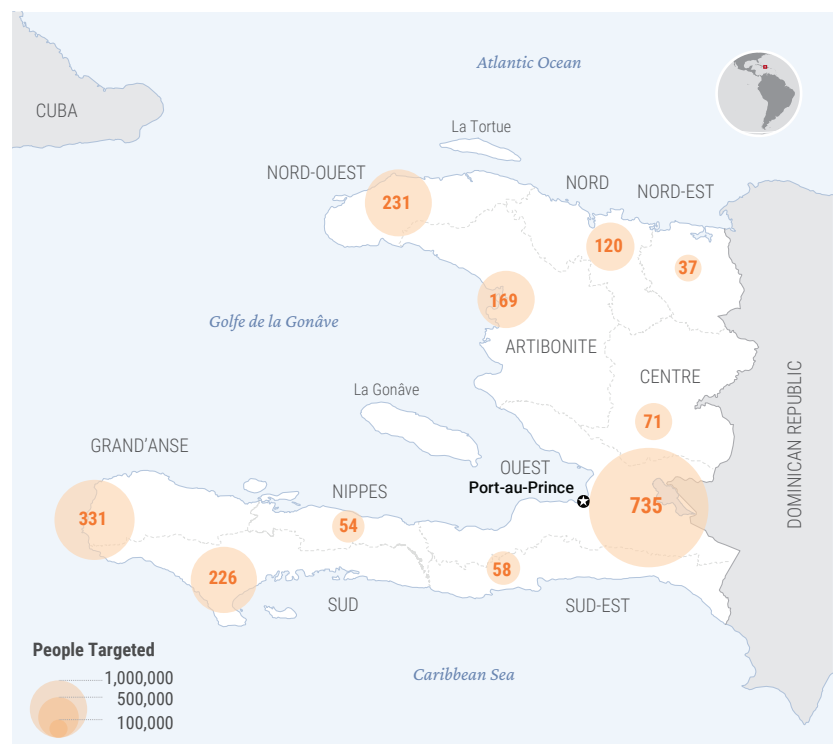 Atlantic Ocean
CUBA
La Tortue
NORD-OUEST
NORD
NORD-EST
231
120
37
169
Golfe de la Gonâve
ARTIBONITE
CENTRE
La Gonâve
71
DOMINICAN REPUBLIC
GRAND'ANSE
OUEST
NIPPES
Port-au-Prince
735
331
54
58
226
SUD
SUD-EST
People Targeted
1,000,000
500,000
100,000
Caribbean Sea